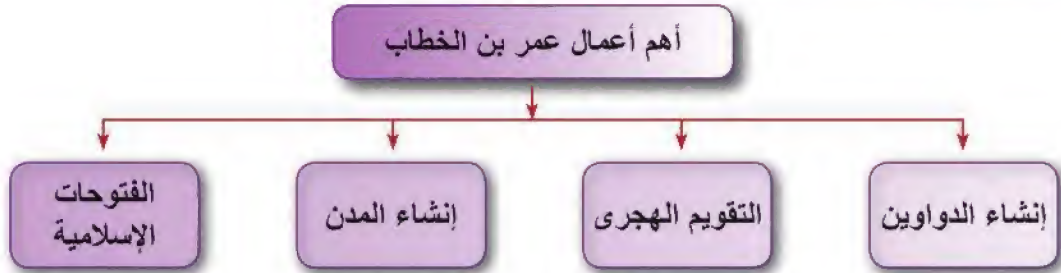 أهم أعمال عمر بن الخطاب
إنشاء الدواوين
التقويم الهجرى
إنشاء المدن
الفتوحات
الإسلامية